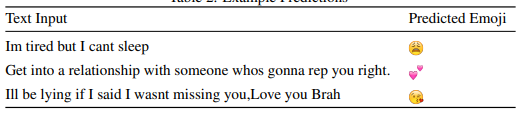 Table 2: Example Predictions
Text Input Predicted Emoji
Im tired but I cant sleep 😩
Get into a relationship with someone whos gonna rep you right. 💕
Ill be lying if I said I wasnt missing you,Love you Brah 😘